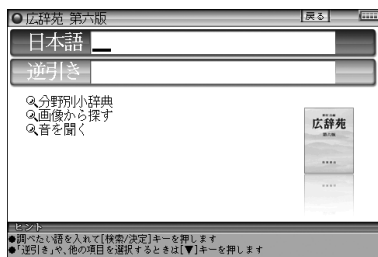 広辞苑 第六版
戻る
日本語
逆引き
分野別小辞典
画像から探す
音を聞く
広辞苑
ヒント
●調べたい語を入れて[検索/決定]キーを押します
●「逆引き」や、他の項目を選択するときは[▼]キーを押します